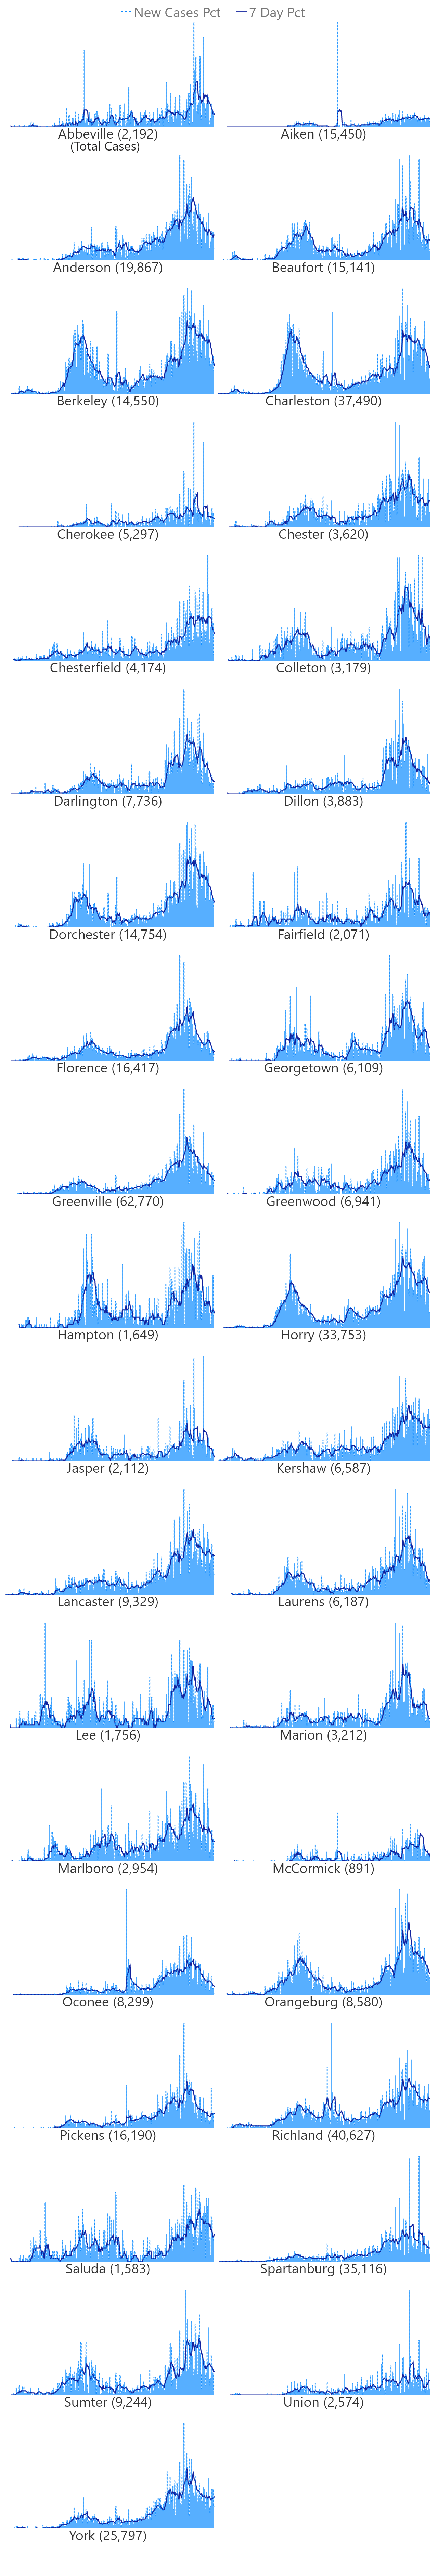 New Cases Pct 7 Day Pct
Abbeville (2,192) Aiken (15,450)
(Total Cases)
Anderson (19,867) Beaufort (15,141)
Berkeley (14,550) Charleston (37,490)
Cherokee (5,297) Chester (3,620)
Chesterfield (4,174) Colleton (3,179)
Darlington (7,736) Dillon (3,883)
Dorchester (14,754) Fairfield (2,071)
Florence (16,417) Georgetown (6,109)
Greenville (62,770) Greenwood (6,941)
Hampton (1,649) Horry (33,753)
Jasper (2,112) Kershaw (6,587)
Lancaster (9,329) Laurens (6,187)
Lee (1,756) Marion (3,212)
Marlboro (2,954) McCormick (891)
Oconee (8,299) Orangeburg (8,580)
Pickens (16,190) Richland (40,627)
Saluda (1,583) Spartanburg (35,116)
Sumter (9,244) Union (2,574)
York (25,797)